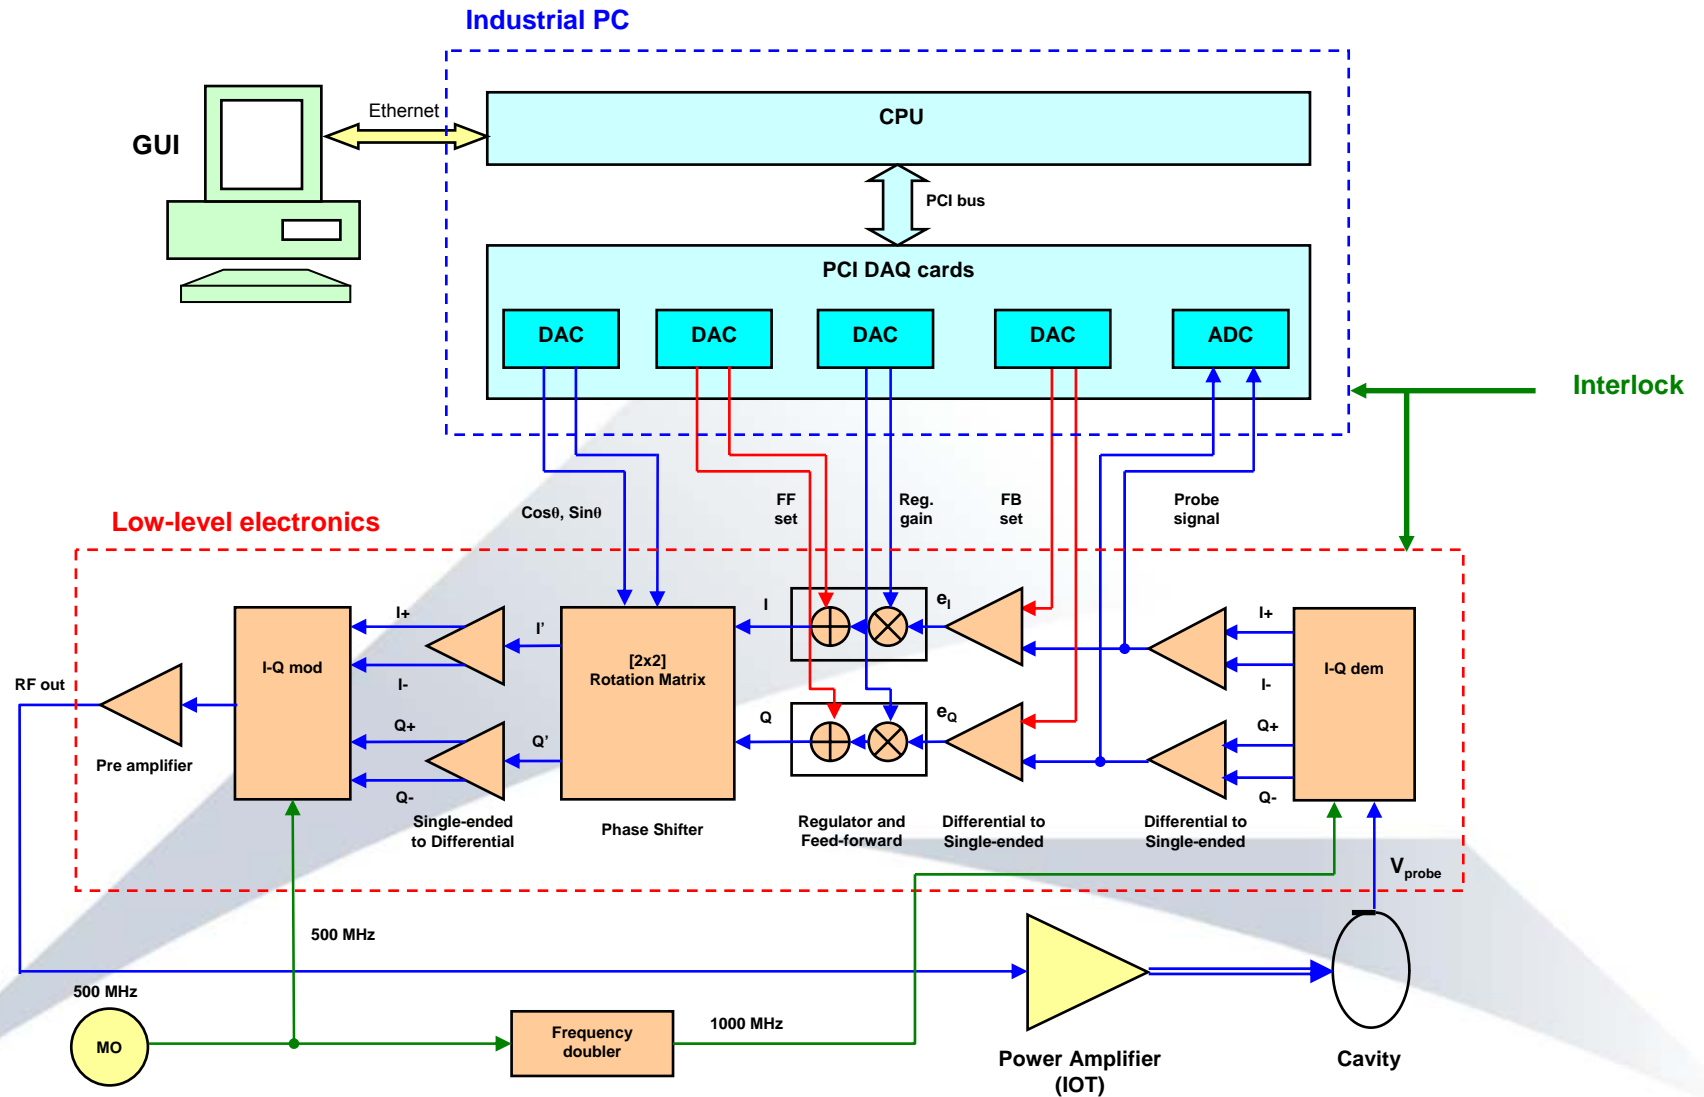 Industrial PC
Ethernet
GUI
CPU
PCI bus
PCI DAQ cards
DAC
DAC
DAC
DAC
ADC
Interlock
Cosθ, Sinθ
FF
set
Reg.
gain
FB
set
Probe
signal
Low-level electronics
I-Q mod
I+
I-
Q+
Q-
I’
Q’
[2x2]
Rotation Matrix
I
Q
eI
eQ
I+
I-
Q+
Q-
I-Q dem
RF out
Pre amplifier
Single-ended
to Differential
Phase Shifter
Regulator and
Feed-forward
Differential to
Single-ended
Differential to
Single-ended
Vprobe
500 MHz
500 MHz
MO
Frequency
doubler
1000 MHz
Power Amplifier
(IOT)
Cavity